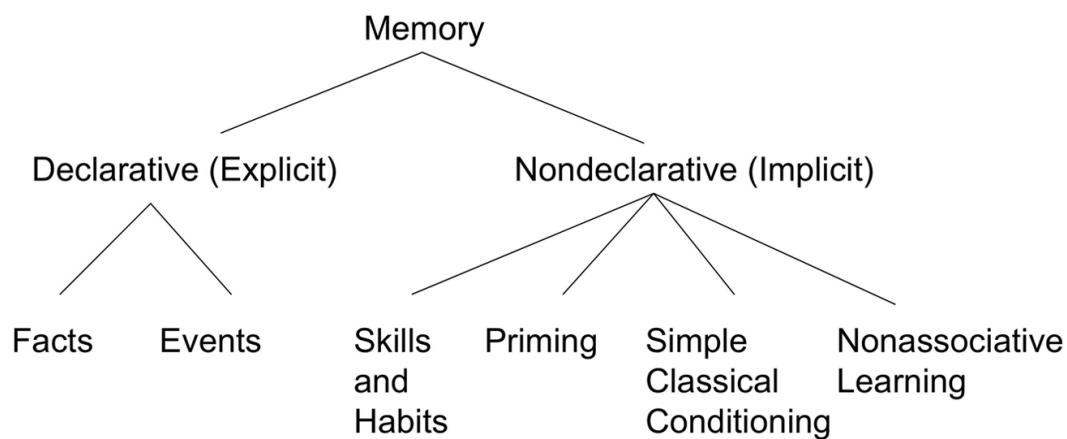 Memory
Declarative (Explicit)
Nondeclarative (Implicit)
Facts
Events
Skills
and
Habits
Priming
Simple
Classical
Conditioning
Nonassociative
Learning